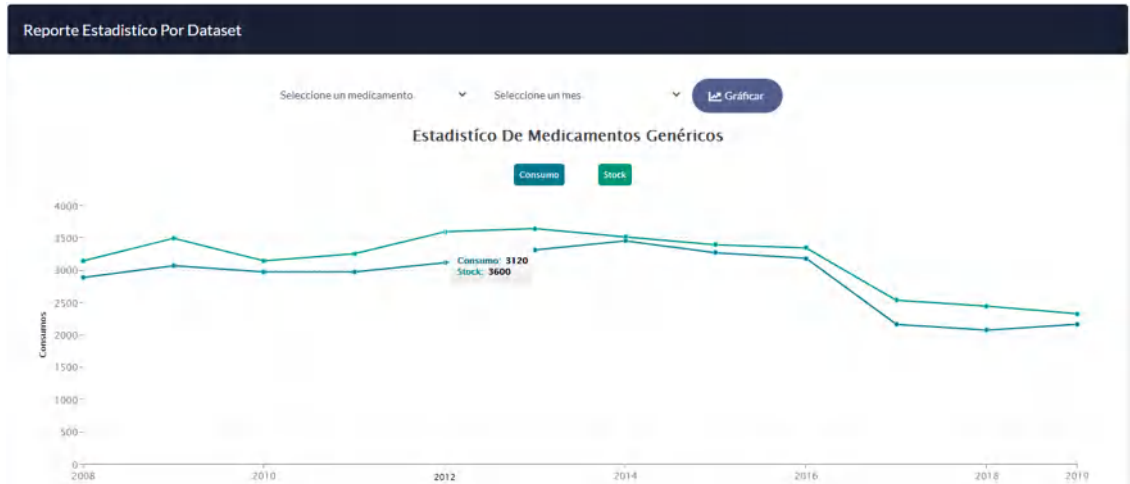 Reporte Estadistíco Por Dataset
Seleccione un medicamento Seleccione un mes Gráficar
Estadistíco De Medicamentos Genéricos
Consumo Stock
4000
3500
3000
2500
2000
1500
1000
500
0
Consumos
Consumo: 3120
Stock: 3600
2008 2010 2012 2014 2016 2018 2019